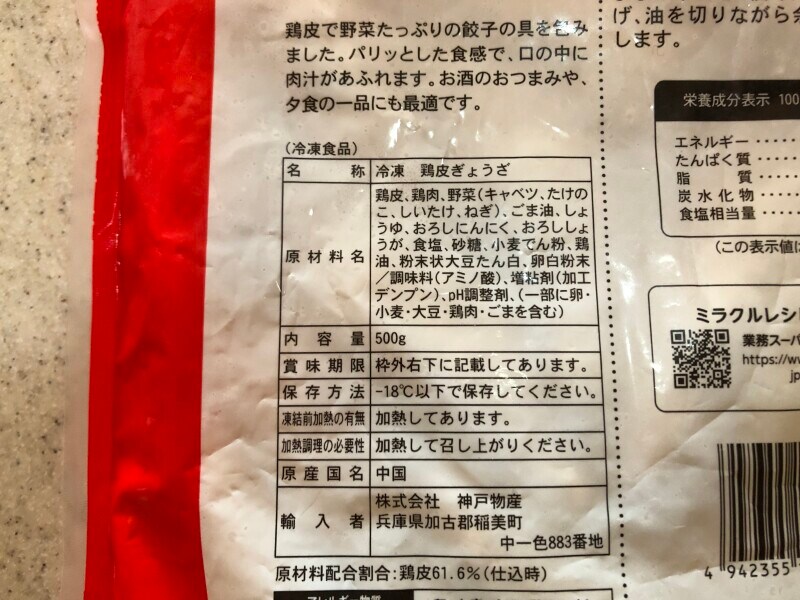 鶏皮で野菜たっぷりの餃子の具を包み
ました。パリッとした食感で、口の中に
肉汁があふれます。お酒のおつまみや、
夕食の一品にも最適です。
げ、油を切りながら
します。
(冷凍食品)
名称 冷凍 鶏皮ぎょうざ
原材料名 鶏皮、鶏肉、野菜(キャベツ、たけの
こ、しいたけ、ねぎ)、ごま油、しょ
うゆ、おろしにんにく、おろししょ
うが、食塩、砂糖、小麦でん粉、鶏
油、粉末状大豆たん白、卵白粉末
／調味料(アミノ酸)、増粘剤(加工
デンプン)、pH調整剤、(一部に卵・
小麦・大豆・鶏肉・ごまを含む)
内容量 500g
賞味期限 枠外右下に記載してあります。
保存方法 -18℃以下で保存してください。
凍結前加熱の有無 加熱してあります。
加熱調理の必要性 加熱して召し上がりください。
原産国名 中国
輸入者 株式会社 神戸物産
兵庫県加古郡稲美町
中一色883番地
原材料配合割合:鶏皮61.6%(仕込時)
アレルギー物質
栄養成分表示 100
エネルギー・・・・
たんぱく質・・・・
脂質・・・・
炭水化物・・・・
食塩相当量・・・・
(この表示値は
ミラクルレシ
業務スーパ
https://ww
jp
4 942355